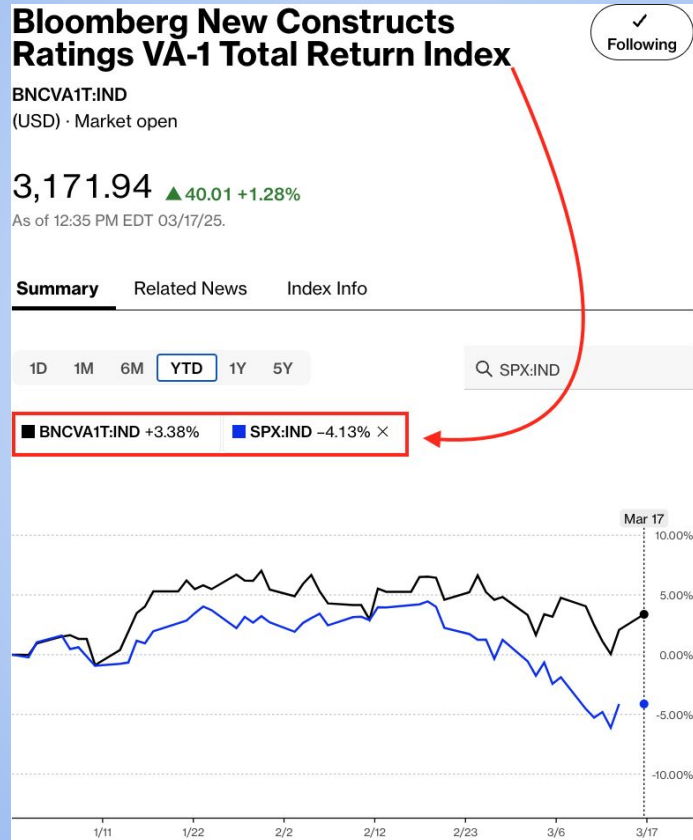 Bloomberg New Constructs
Ratings VA-1 Total Return Index
✓
Following
BNCVA1T:IND
(USD) · Market open
3,171.94 ▲40.01 +1.28%
As of 12:35 PM EDT 03/17/25.
Summary Related News Index Info
1D 1M 6M YTD 1Y 5Y
SPX:IND
BNCVA1T:IND +3.38% SPX:IND −4.13% ×
Mar 17
10.00%
5.00%
0.00%
-5.00%
-10.00%
1/11 1/22 2/2 2/12 2/23 3/6 3/17